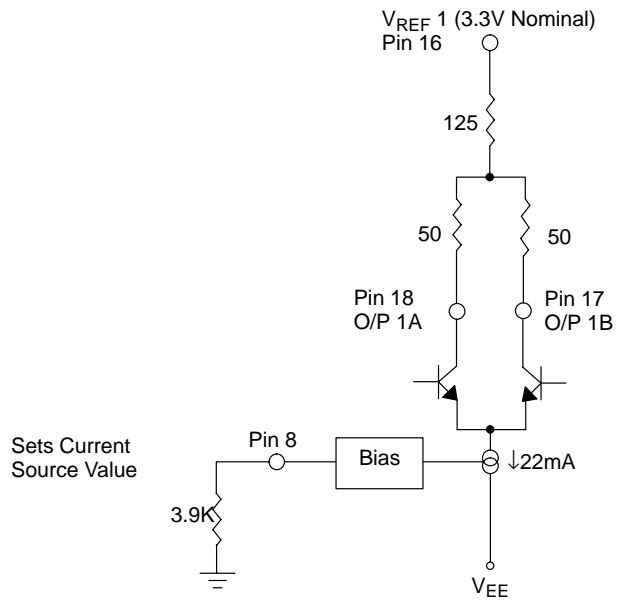 V_REF 1 (3.3V Nominal)
Pin 16
125
50
50
Pin 18
O/P 1A
Pin 17
O/P 1B
Sets Current
Source Value
Pin 8
Bias
↓22mA
3.9K
V_EE